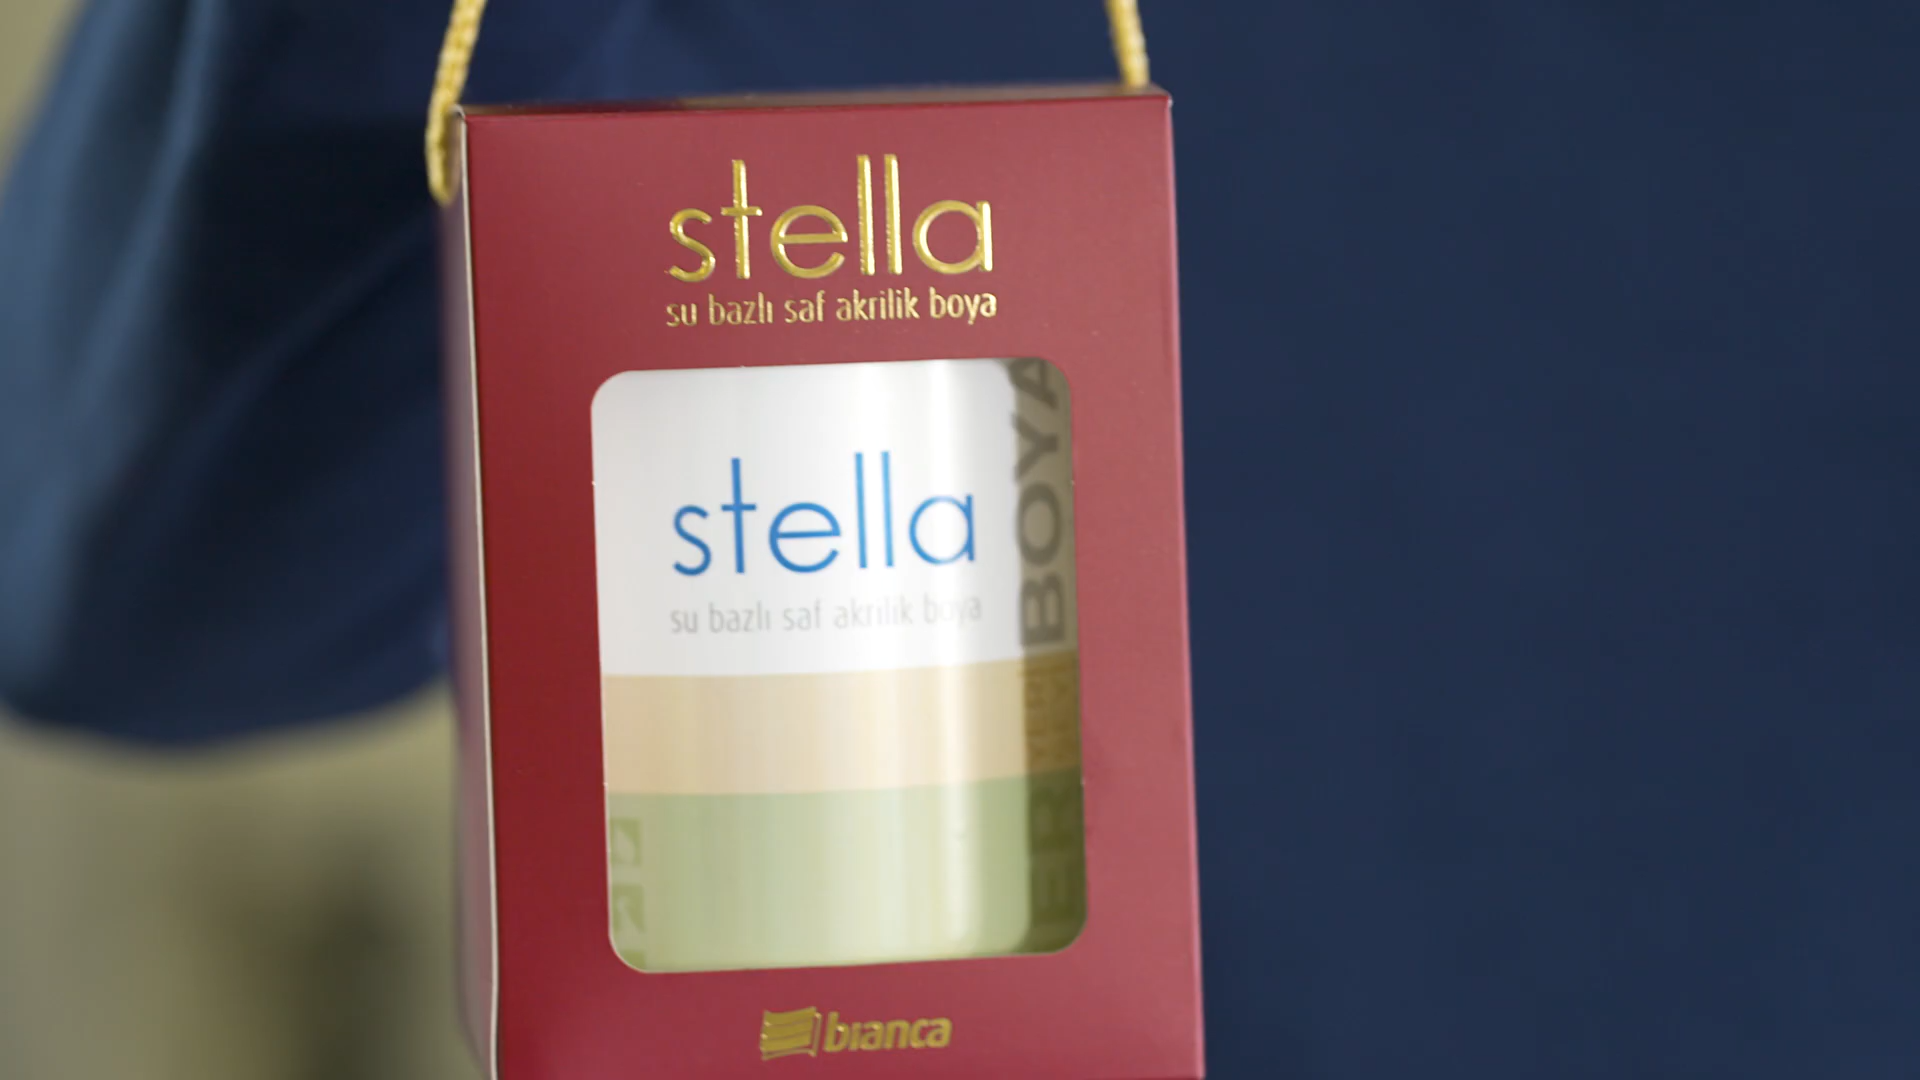 stella
su bazlı saf akrilik boya
stella
su bazlı saf akrilik boya
BOYA
bianca